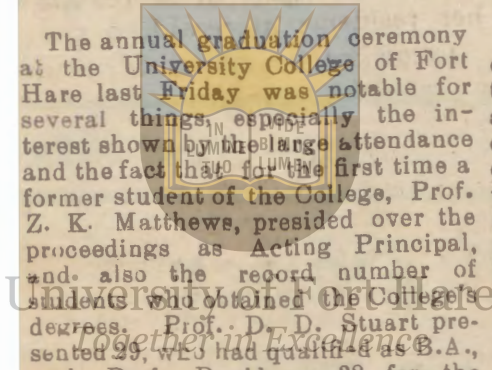 The annual graduation ceremony
at the University College of Fort
Hare last Friday was notable for
several things, especially the in-
terest shown by the large attendance
and the fact that for the first time a
former student of the College, Prof.
Z. K. Matthews, presided over the
proceedings as Acting Principal,
and also the record number of
students who obtained the College's
degrees. Prof. D. D. Stuart pre-
sented 29, who had qualified as B.A.,
IN VIDE
LUMINE BIMUS
TUO LUMEN
University of Fort Hare
Together in Excellence